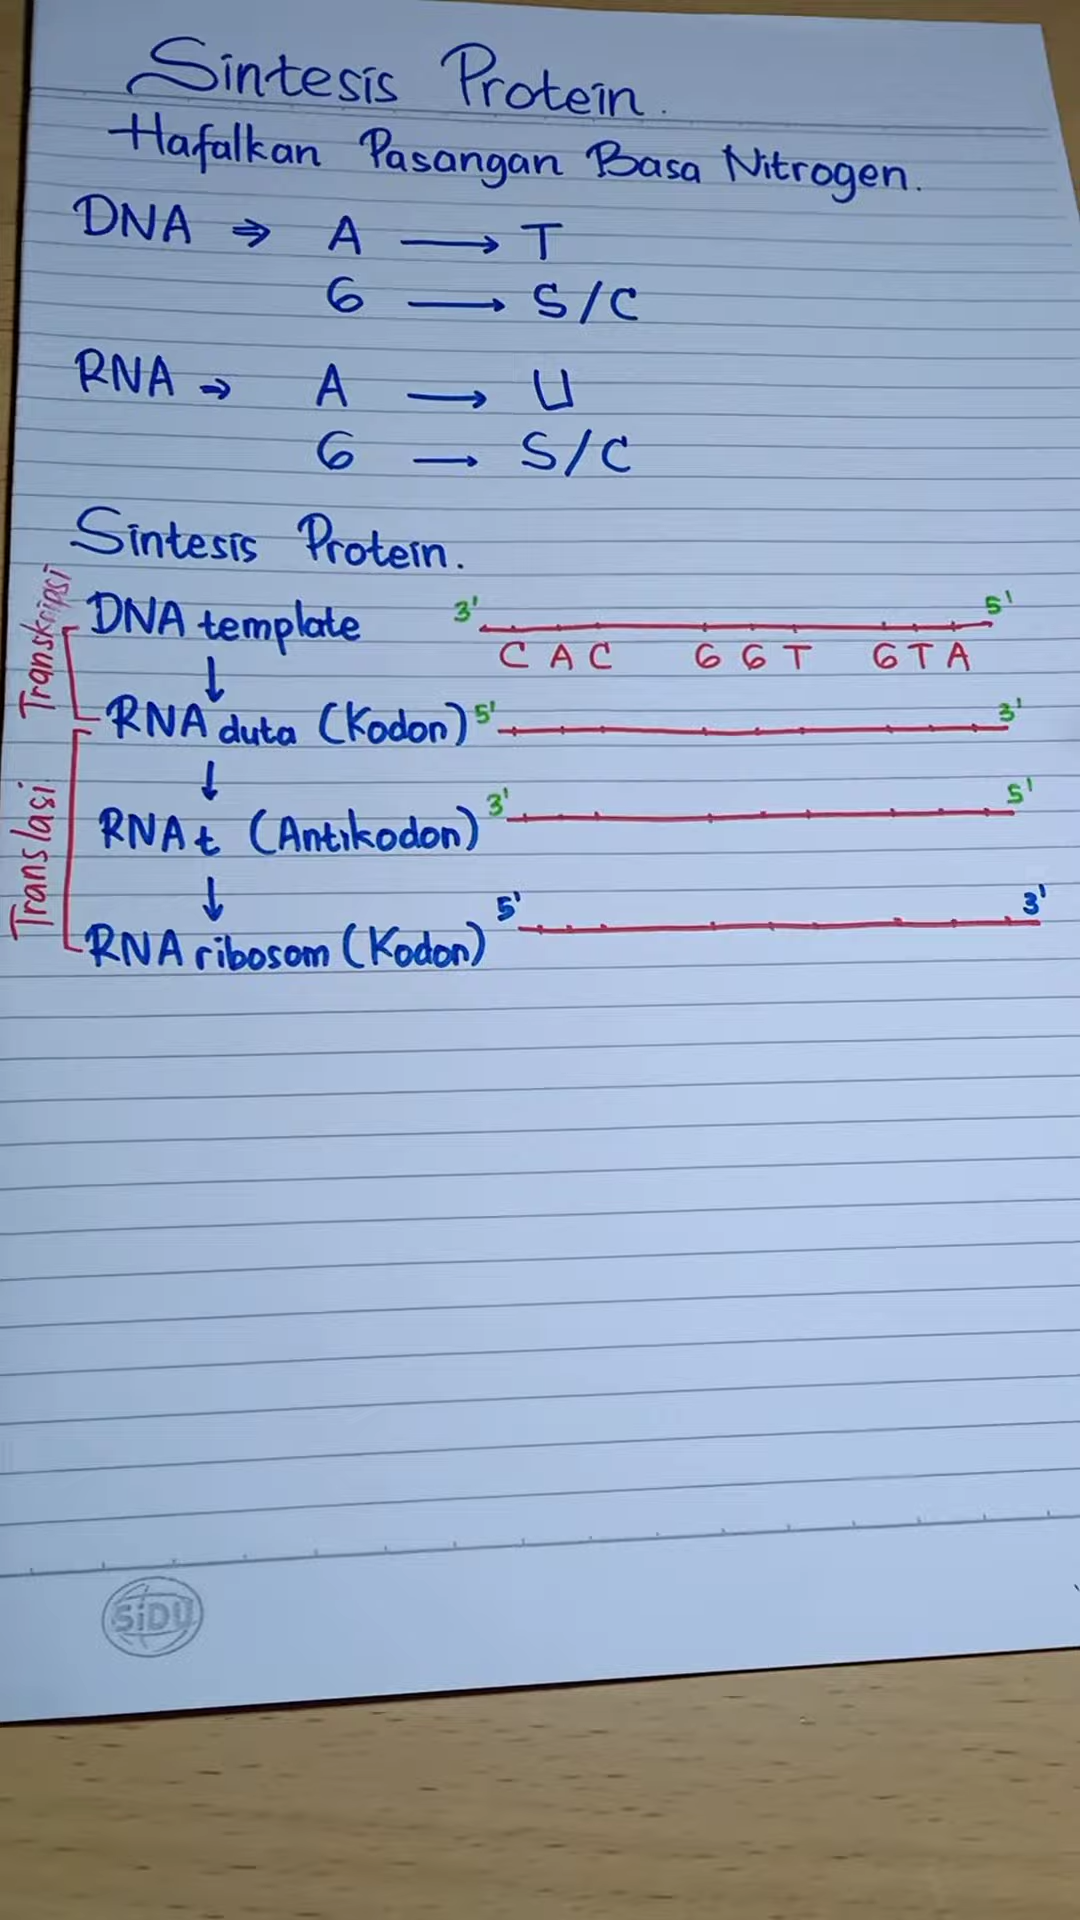 Sintesis Protein.
Hafalkan Pasangan Basa Nitrogen.
DNA ⇒ A → T
G → S/C
RNA ⇒ A → U
G → S/C
Sintesis Protein.
Transkripsi
DNA template 3' 5'
C A C G G T G T A
↓
RNA duta (Kodon) 5' 3'
↓
Translasi
RNA t (Antikodon) 3' 5'
↓
RNA ribosom (Kodon) 5' 3'
SiDU